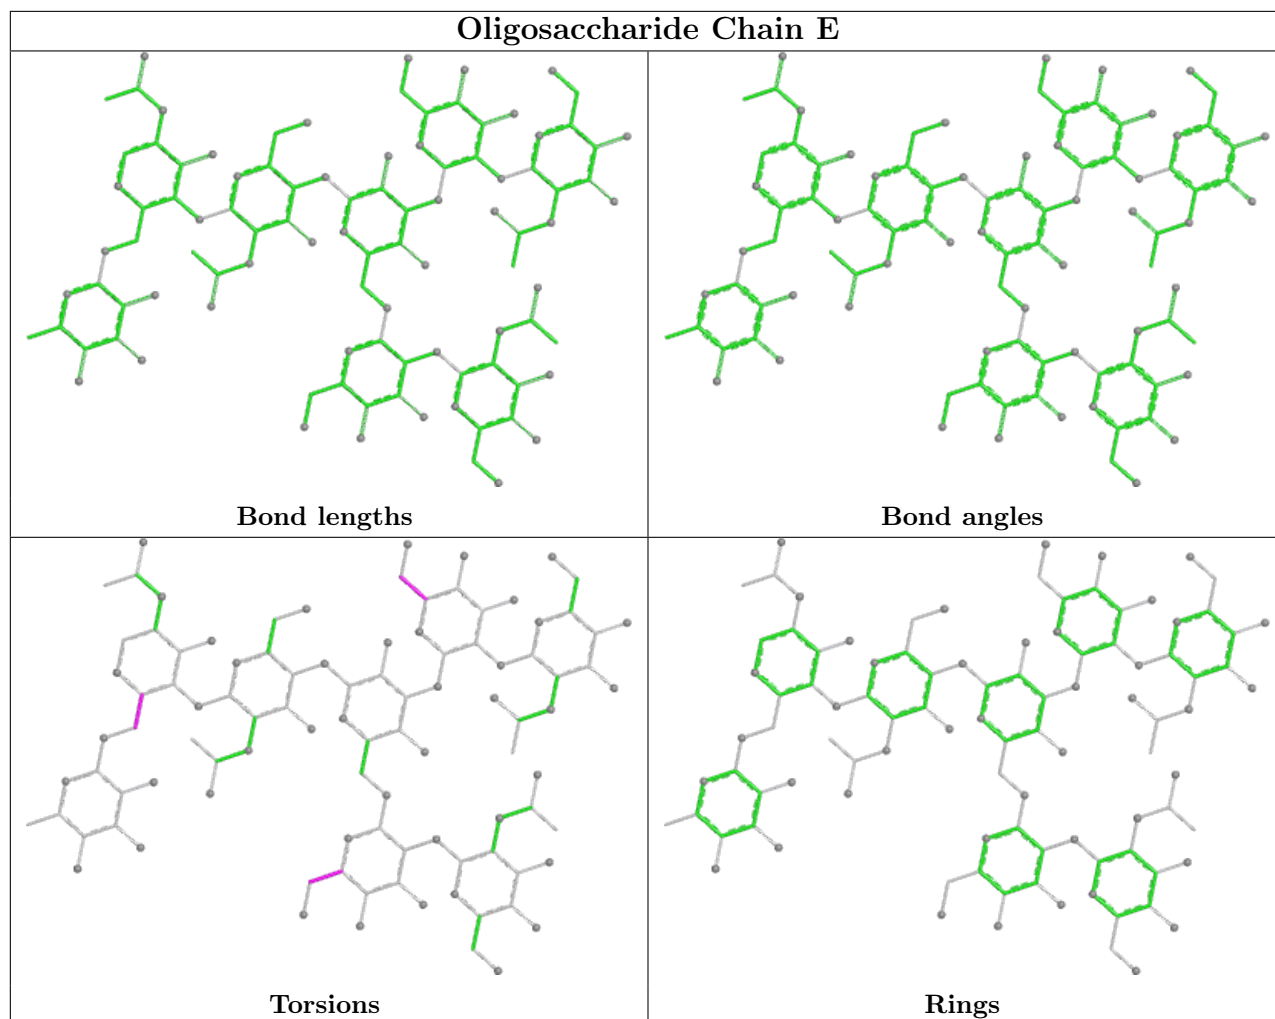 Oligosaccharide Chain E
Bond lengths
Bond angles
Torsions
Rings